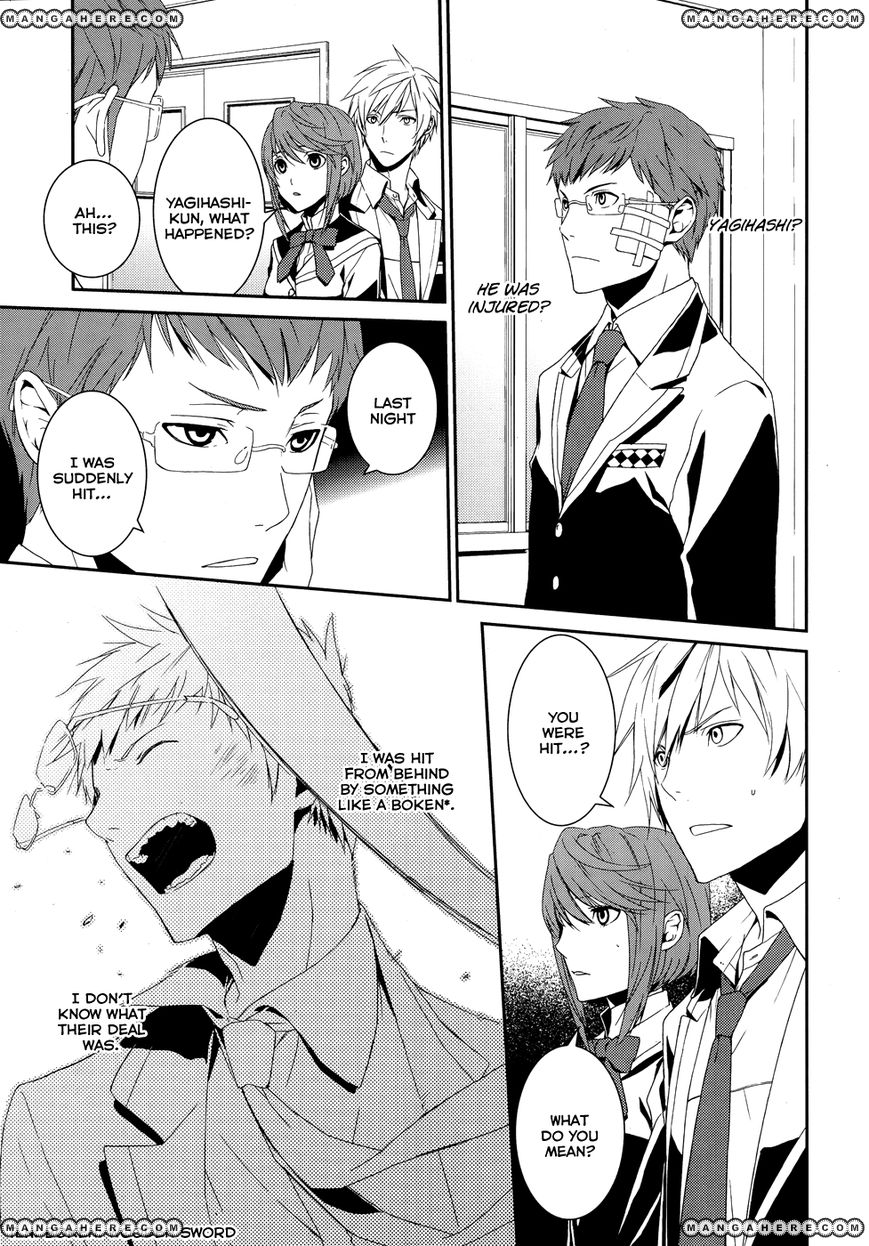 MANGAHERE.COM
MANGAHERE.COM
YAGIHASHI?
HE WAS
INJURED?
YAGIHASHI-
KUN, WHAT
HAPPENED?
AH...
THIS?
LAST
NIGHT
I WAS
SUDDENLY
HIT...
YOU
WERE
HIT...?
WHAT
DO YOU
MEAN?
I WAS HIT
FROM BEHIND
BY SOMETHING
LIKE A BOKEN*.
I DON'T
KNOW WHAT
THEIR DEAL
WAS.
SWORD
MANGAHERE.COM
MANGAHERE.COM